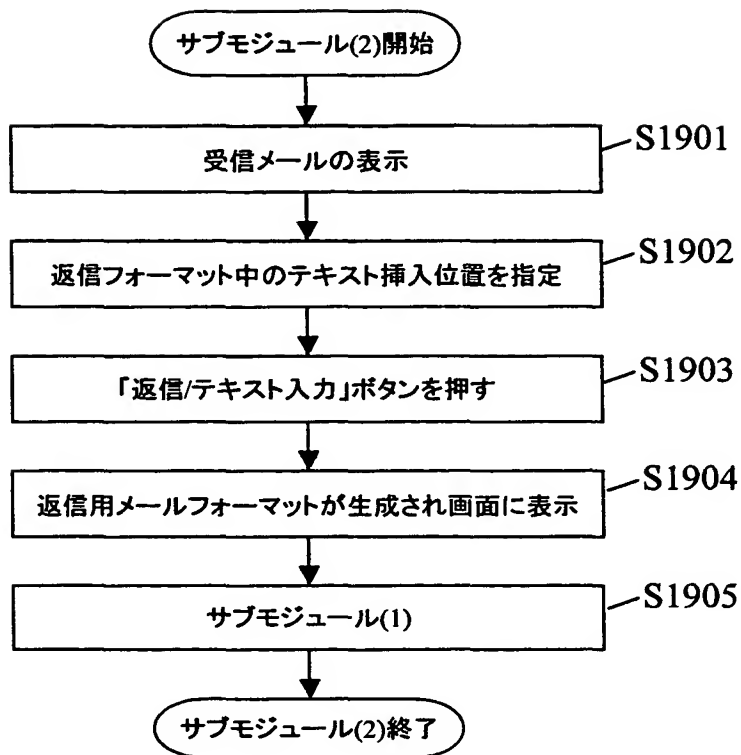 サブモジュール(2)開始
受信メールの表示
S1901
返信フォーマット中のテキスト挿入位置を指定
S1902
「返信/テキスト入力」ボタンを押す
S1903
返信用メールフォーマットが生成され画面に表示
S1904
サブモジュール(1)
S1905
サブモジュール(2)終了